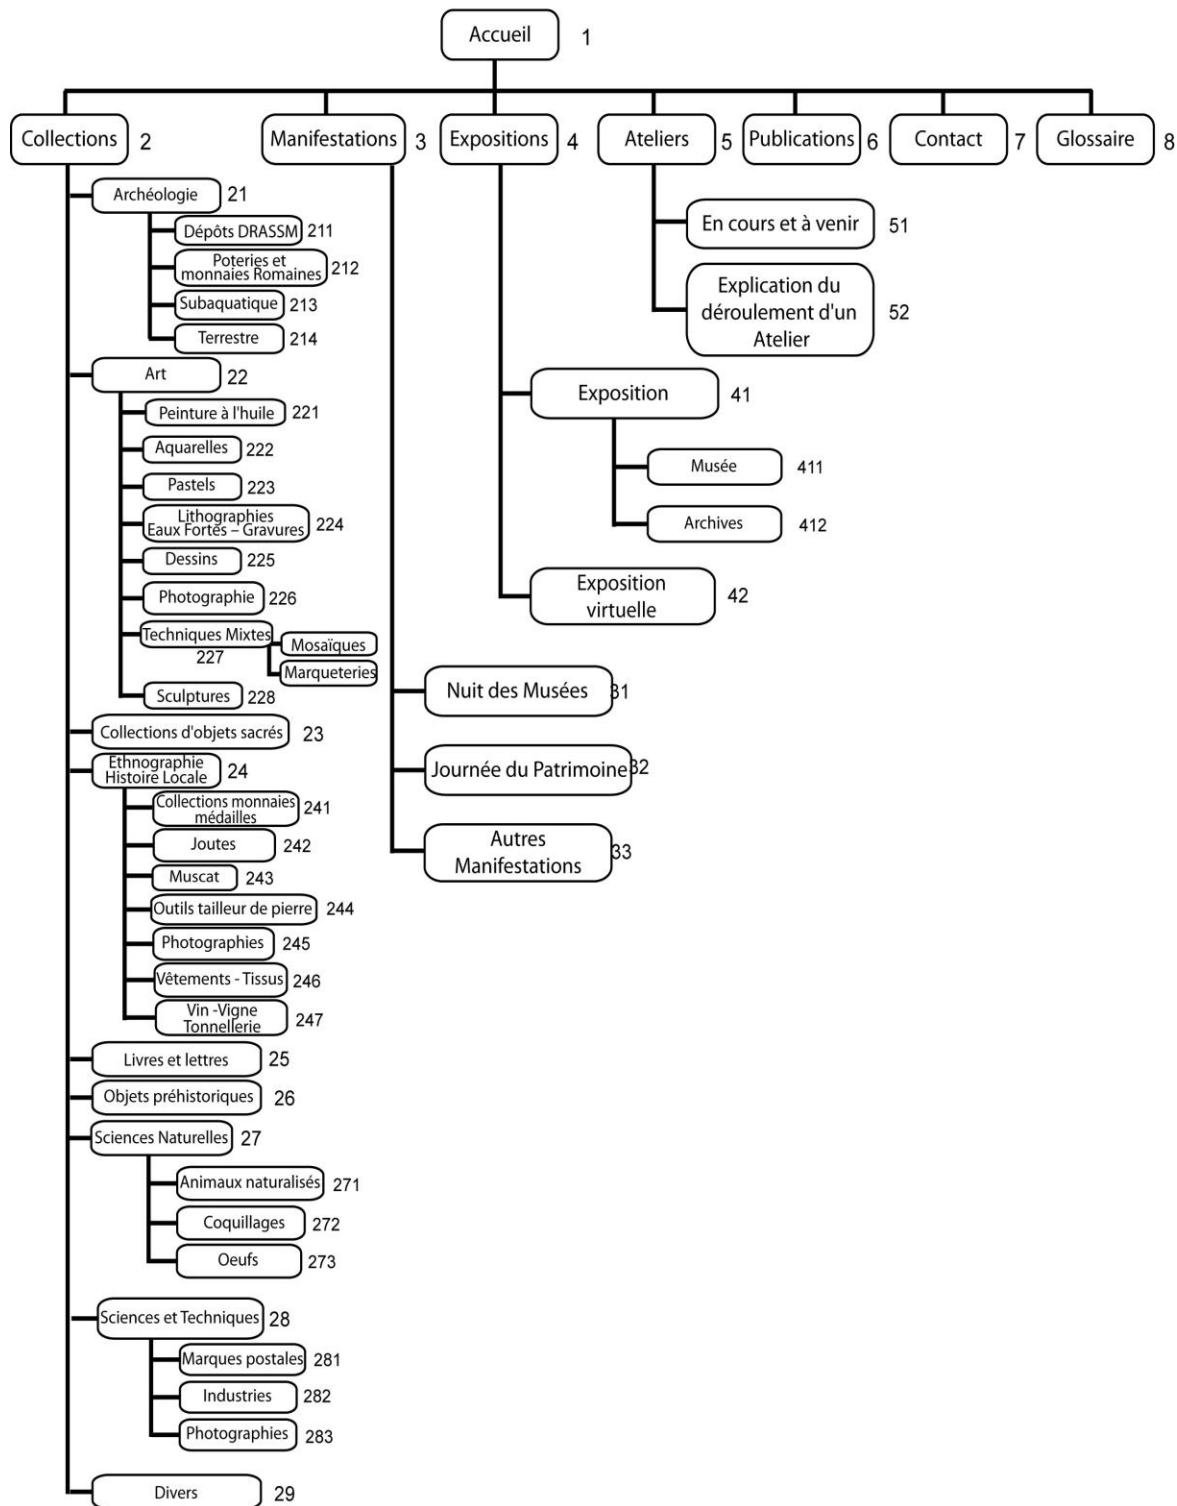 Accueil 1
Collections 2
Manifestations 3
Expositions 4
Ateliers 5
Publications 6
Contact 7
Glossaire 8
Archéologie 21
Dépôts DRASSM 211
Poteries et
monnaies Romaines 212
Subaquatique 213
Terrestre 214
Art 22
Peinture à l'huile 221
Aquarelles 222
Pastels 223
Lithographies
Eaux Fortes – Gravures 224
Dessins 225
Photographie 226
Techniques Mixtes
227
Mosaïques
Marqueteries
Sculptures 228
Collections d'objets sacrés 23
Ethnographie
Histoire Locale 24
Collections monnaies
médailles 241
Joutes 242
Muscat 243
Outils tailleur de pierre 244
Photographies 245
Vêtements - Tissus 246
Vin -Vigne
Tonnellerie 247
Livres et lettres 25
Objets préhistoriques 26
Sciences Naturelles 27
Animaux naturalisés 271
Coquillages 272
Oeufs 273
Sciences et Techniques 28
Marques postales 281
Industries 282
Photographies 283
Divers 29
Nuit des Musées 31
Journée du Patrimoine 32
Autres
Manifestations 33
Exposition 41
Musée 411
Archives 412
Exposition
virtuelle 42
En cours et à venir 51
Explication du
déroulement d'un
Atelier 52